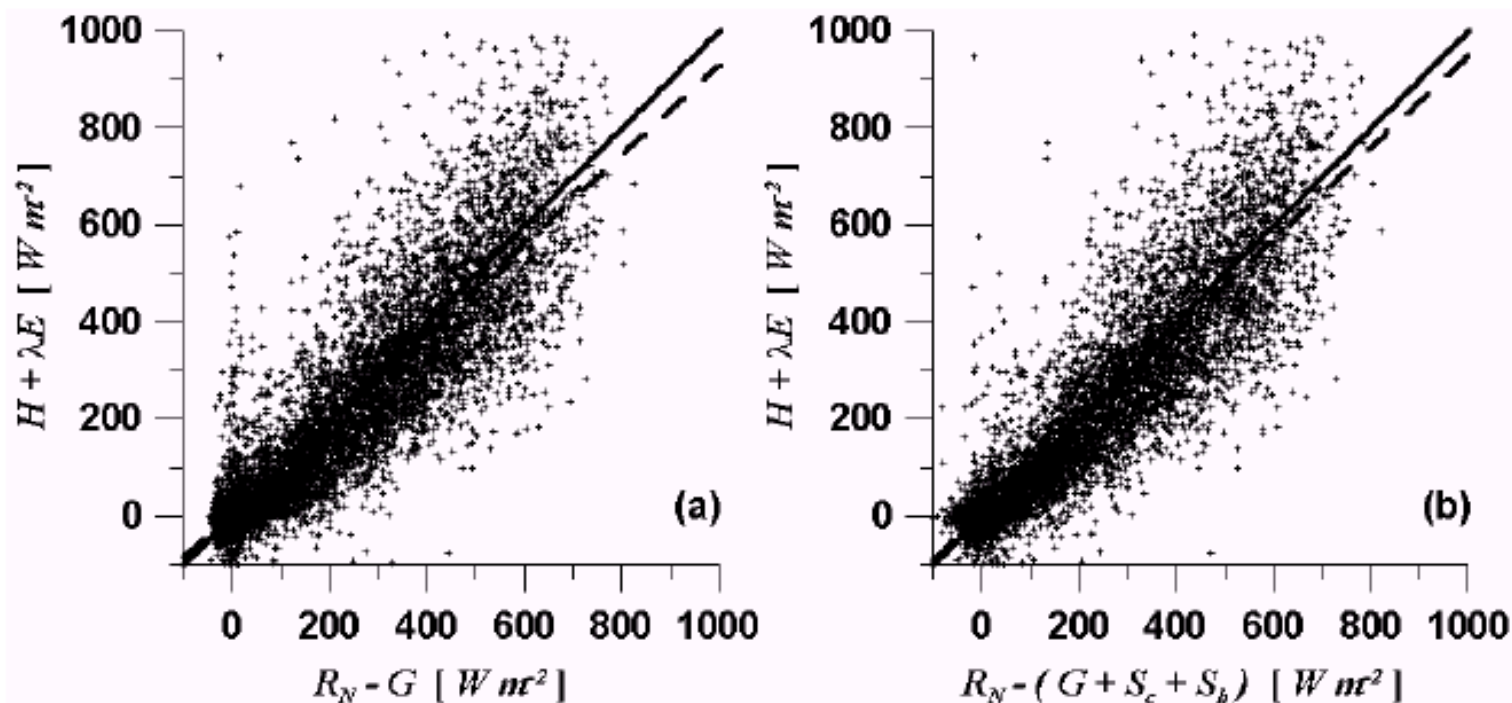 1000
800
600
400
200
0
H + λE [ W m⁻² ]
(a)
0 200 400 600 800 1000
R_N - G [ W m⁻² ]
1000
800
600
400
200
0
H + λE [ W m⁻² ]
(b)
0 200 400 600 800 1000
R_N - ( G + S_c + S_h ) [ W m⁻² ]